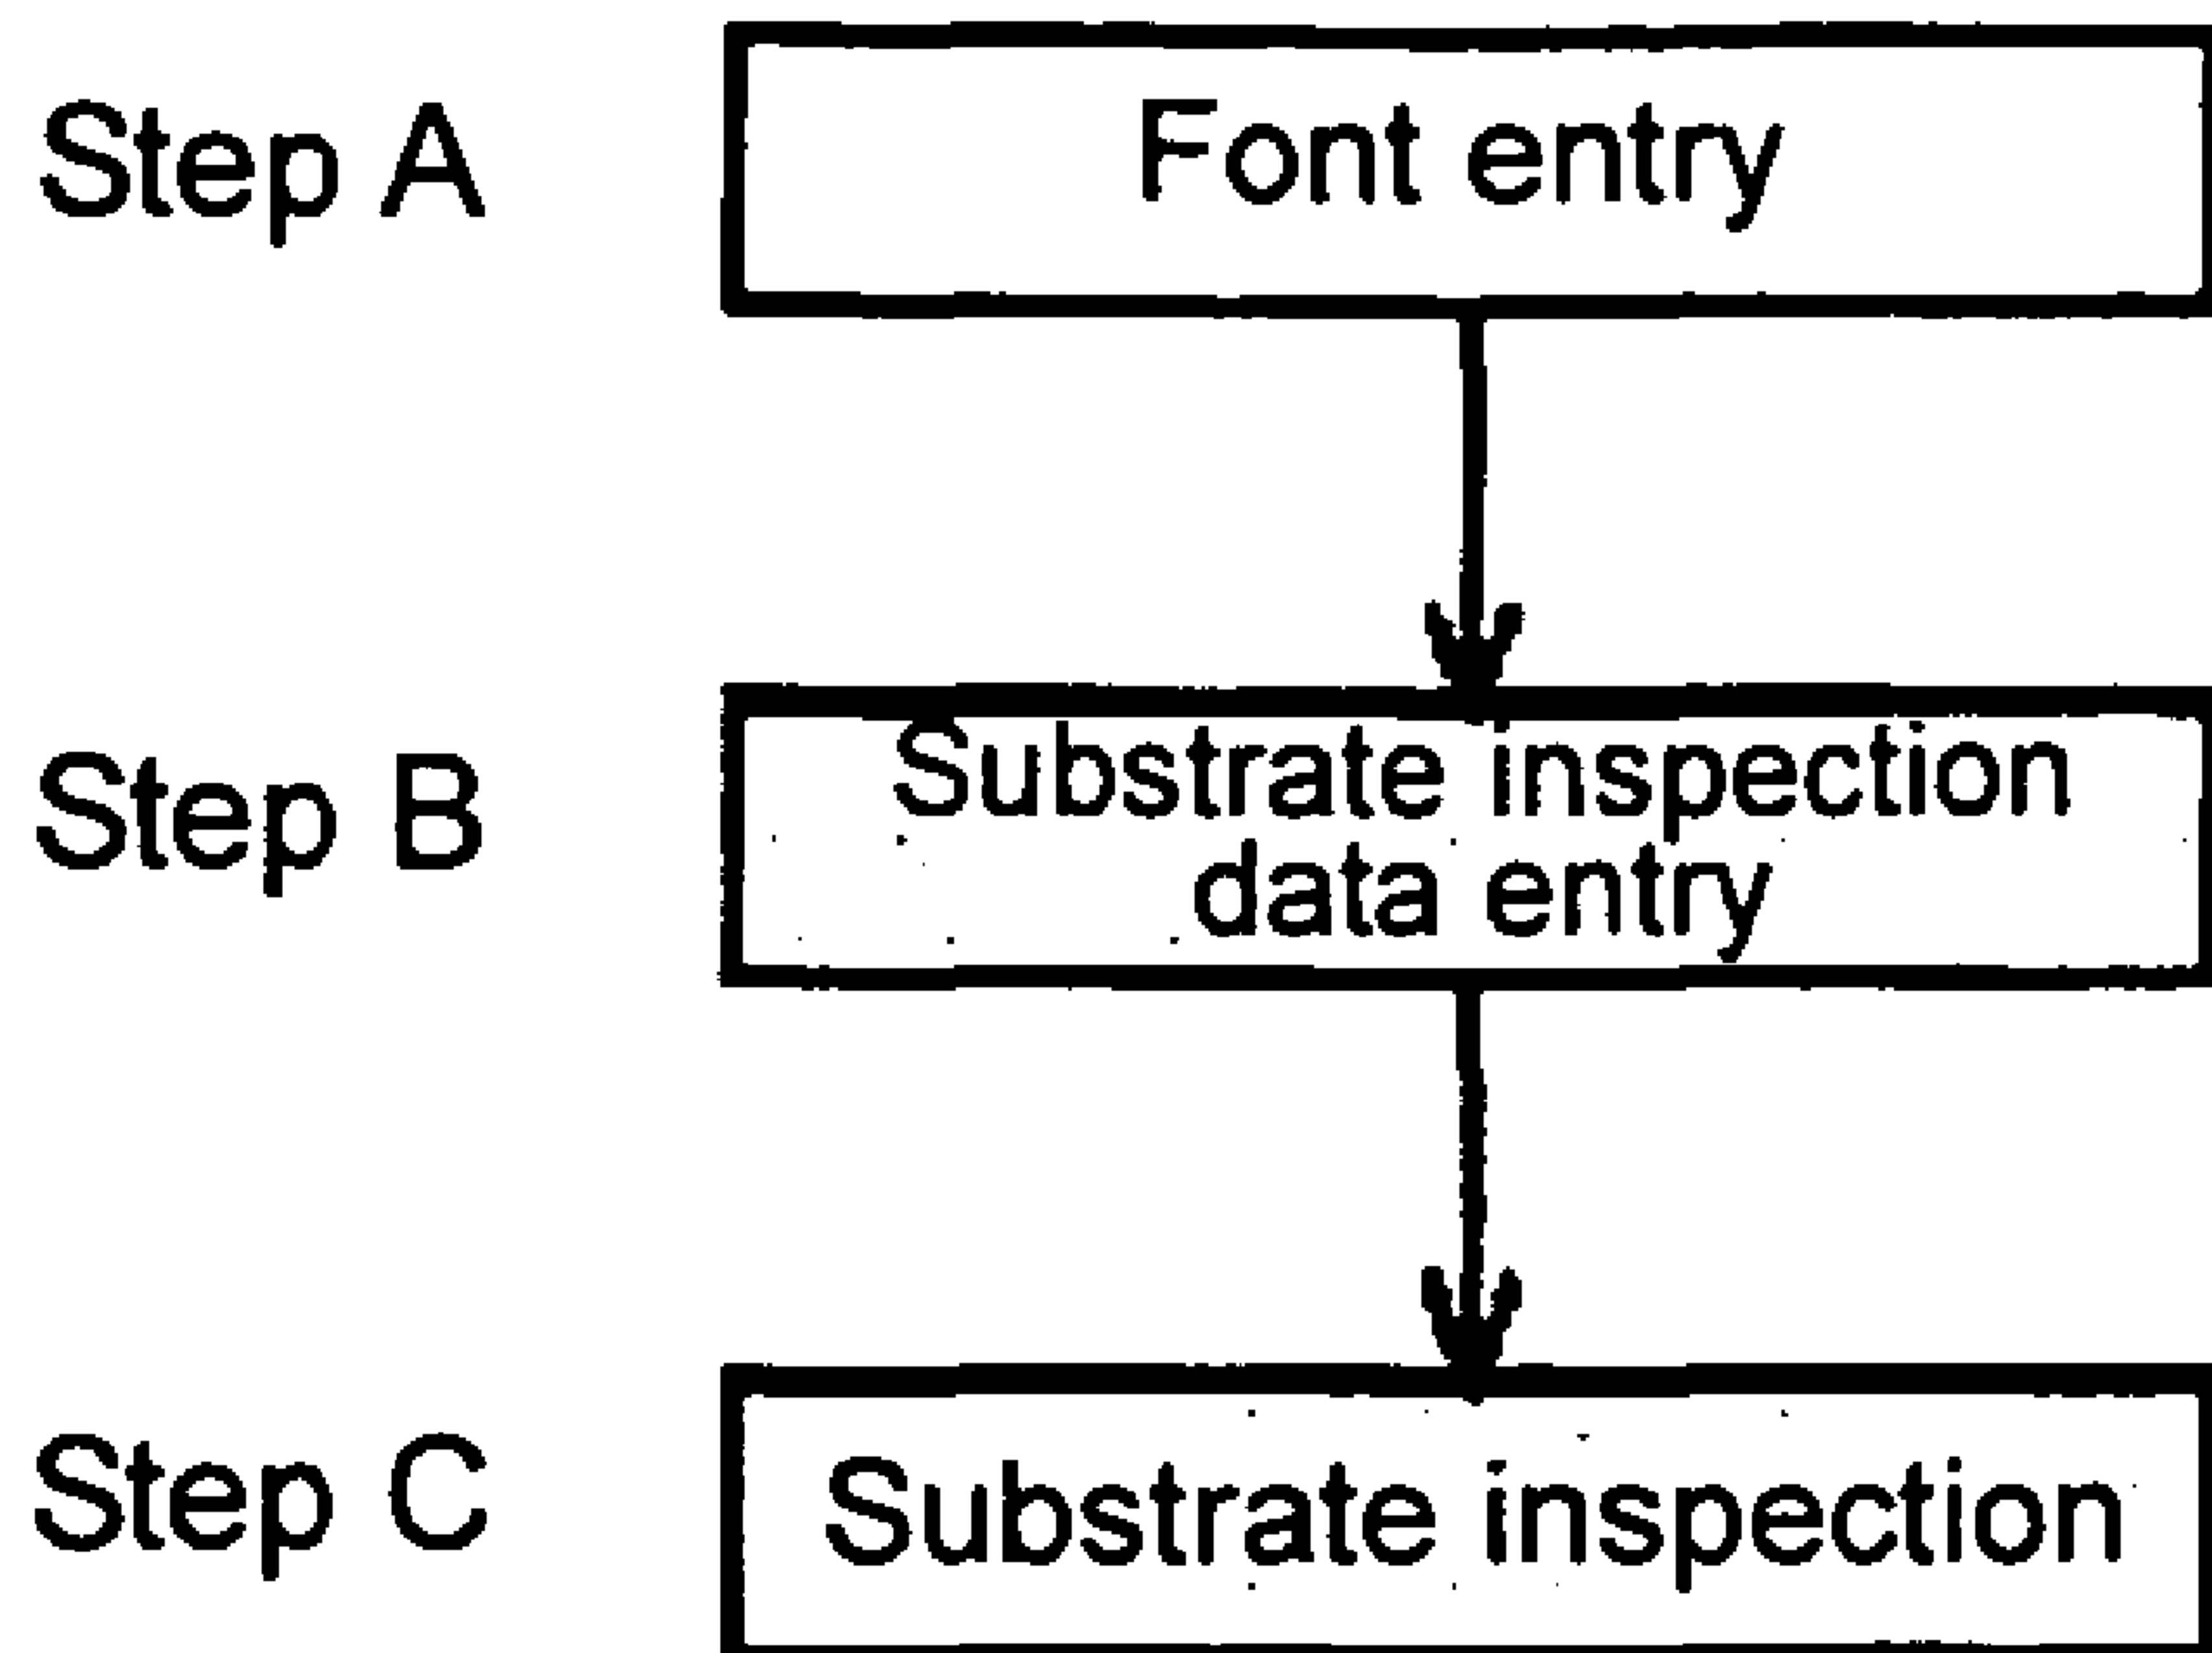 Step A
Font entry
Step B
Substrate inspection
data entry
Step C
Substrate inspection